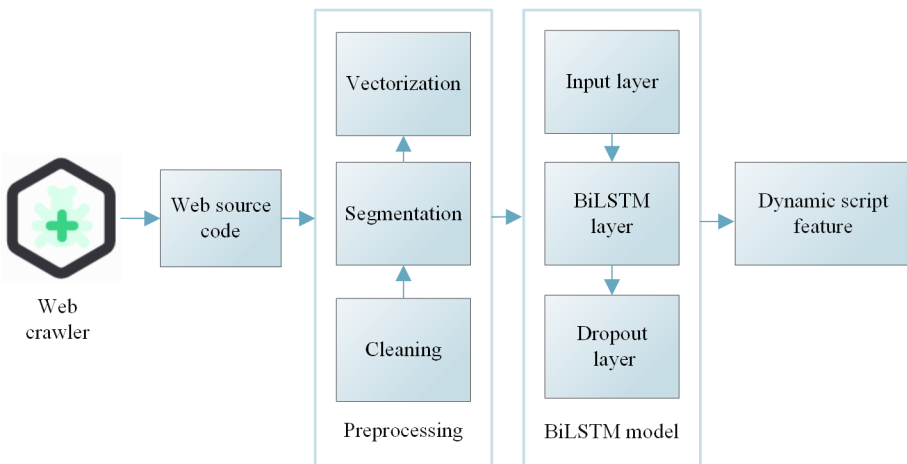 Web
crawler
Web source
code
Vectorization
Segmentation
Cleaning
Preprocessing
Input layer
BiLSTM
layer
Dropout
layer
BiLSTM model
Dynamic script
feature